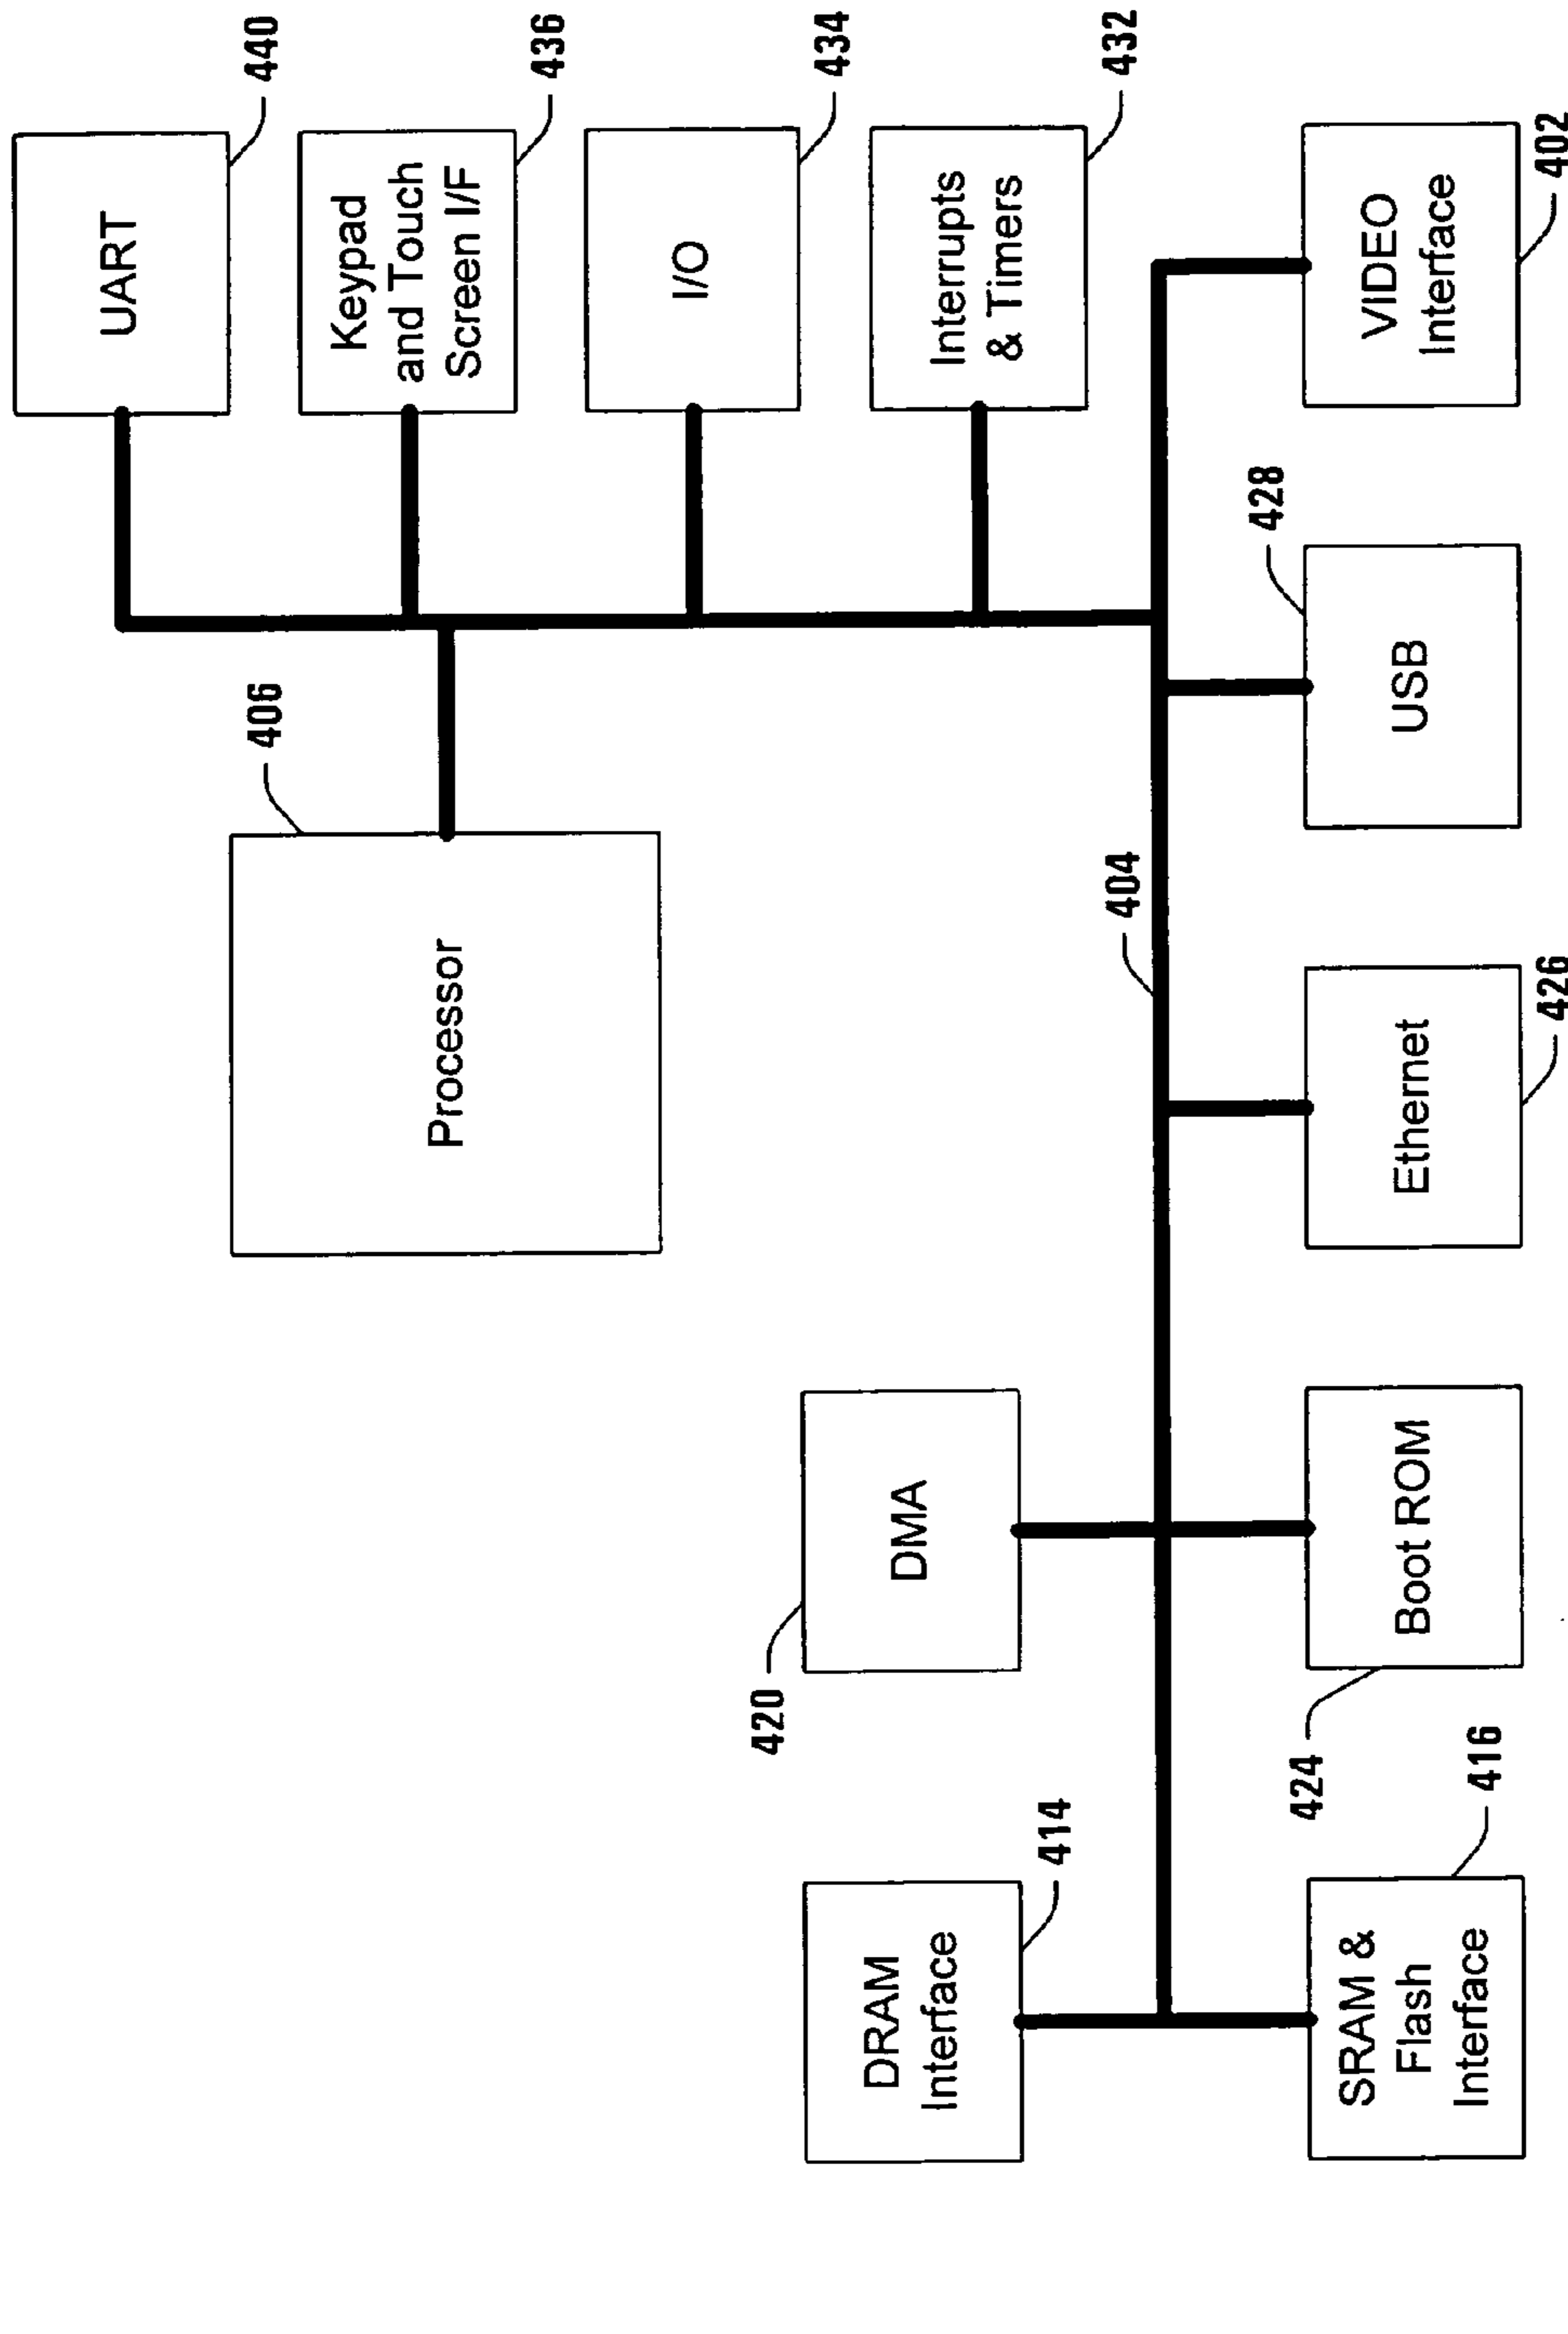 UART
440
406
Keypad
and Touch
Screen I/F
436
Processor
I/O
434
420
DRAM
Interface
414
DMA
Interrupts
& Timers
432
404
428
424
SRAM &
Flash
Interface
416
Boot ROM
Ethernet
426
USB
VIDEO
Interface
402